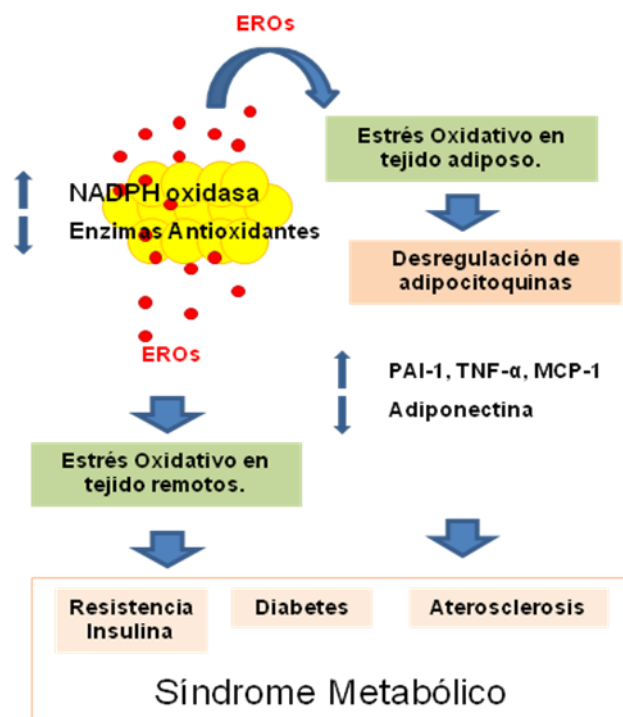 EROs
Estrés Oxidativo en
tejido adiposo.
NADPH oxidasa
Enzimas Antioxidantes
Desregulación de
adipocitoquinas
EROs
PAI-1, TNF-α, MCP-1
Adiponectina
Estrés Oxidativo en
tejido remotos.
Resistencia
Insulina
Diabetes
Aterosclerosis
Síndrome Metabólico